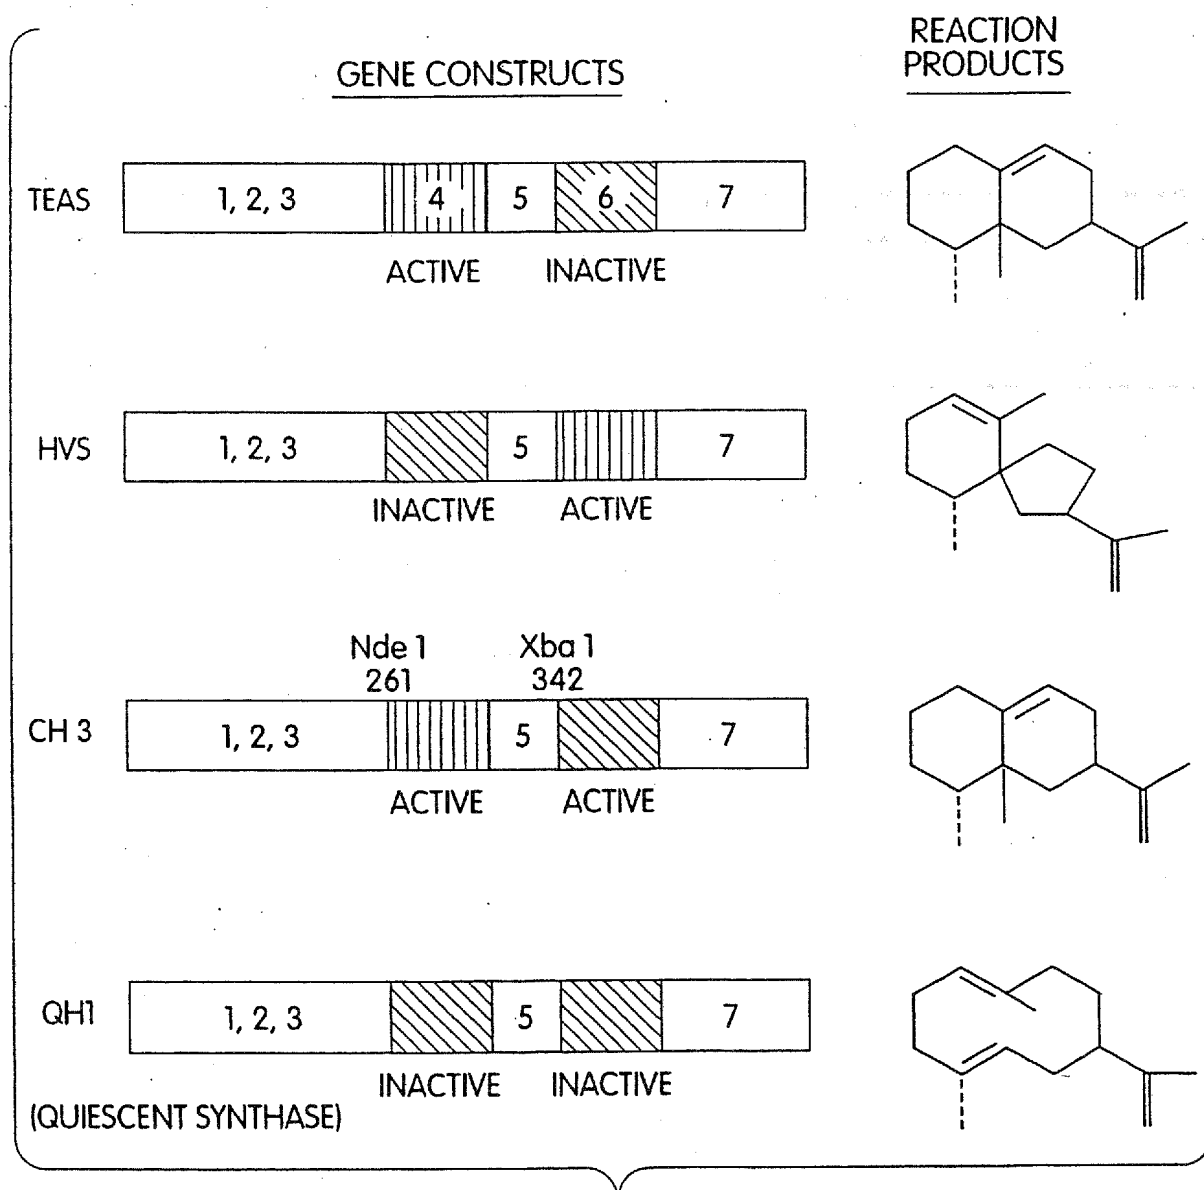 GENE CONSTRUCTS
REACTION
PRODUCTS
TEAS
1, 2, 3 4 5 6 7
ACTIVE INACTIVE
HVS
1, 2, 3 5 7
INACTIVE ACTIVE
Nde 1 Xba 1
261 342
CH 3
1, 2, 3 5 7
ACTIVE ACTIVE
QH1
1, 2, 3 5 7
INACTIVE INACTIVE
(QUIESCENT SYNTHASE)